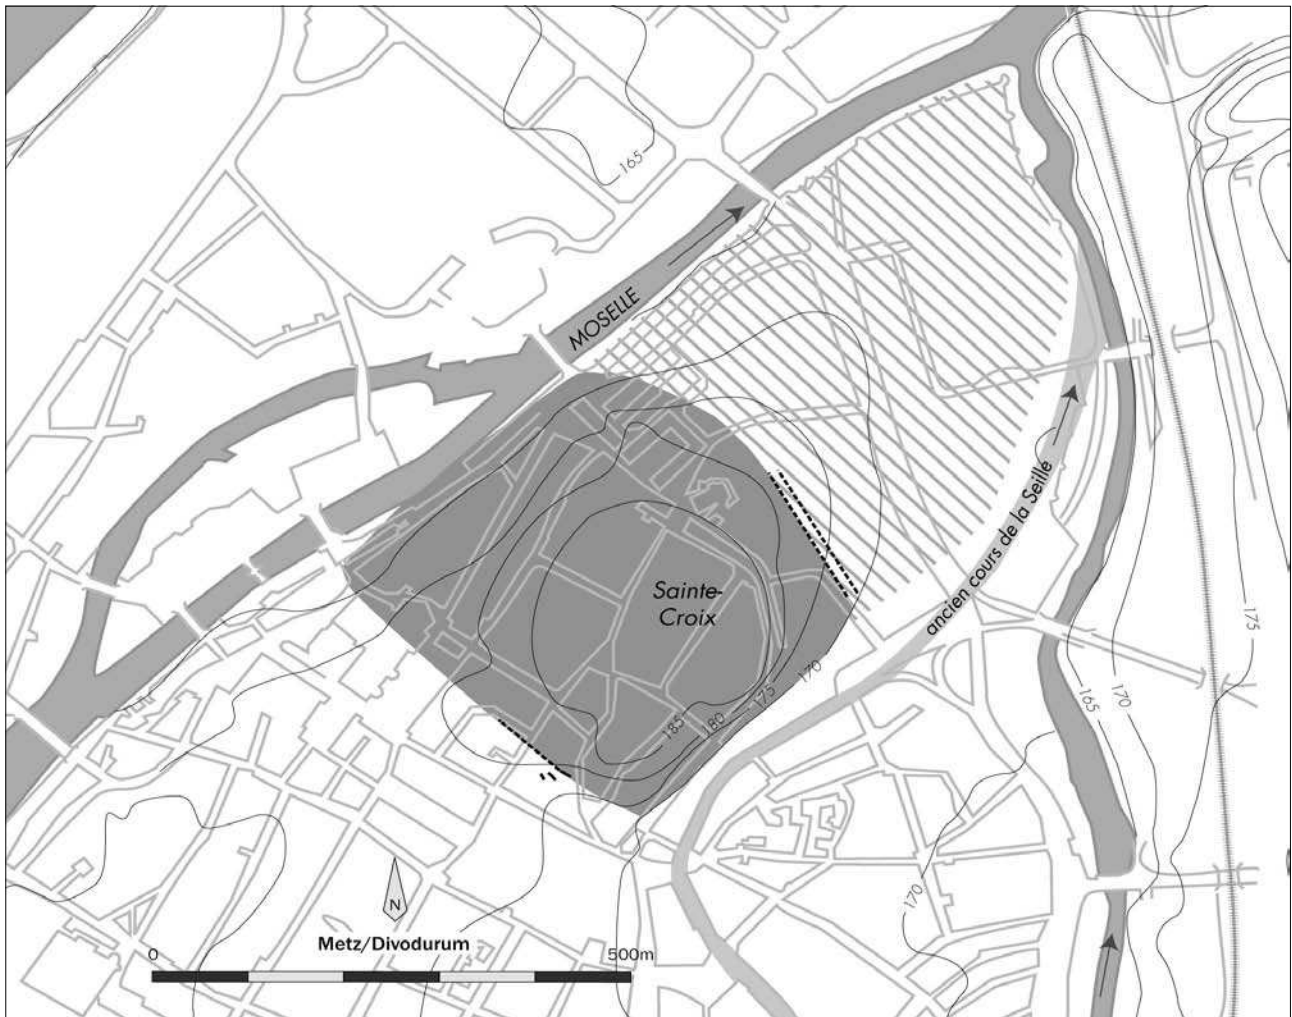 165
MOSELLE
ancien cours de la Seille
Sainte-
Croix
175
170
165
170
175
180
185
170
N
Metz/Divodurum
0
500m